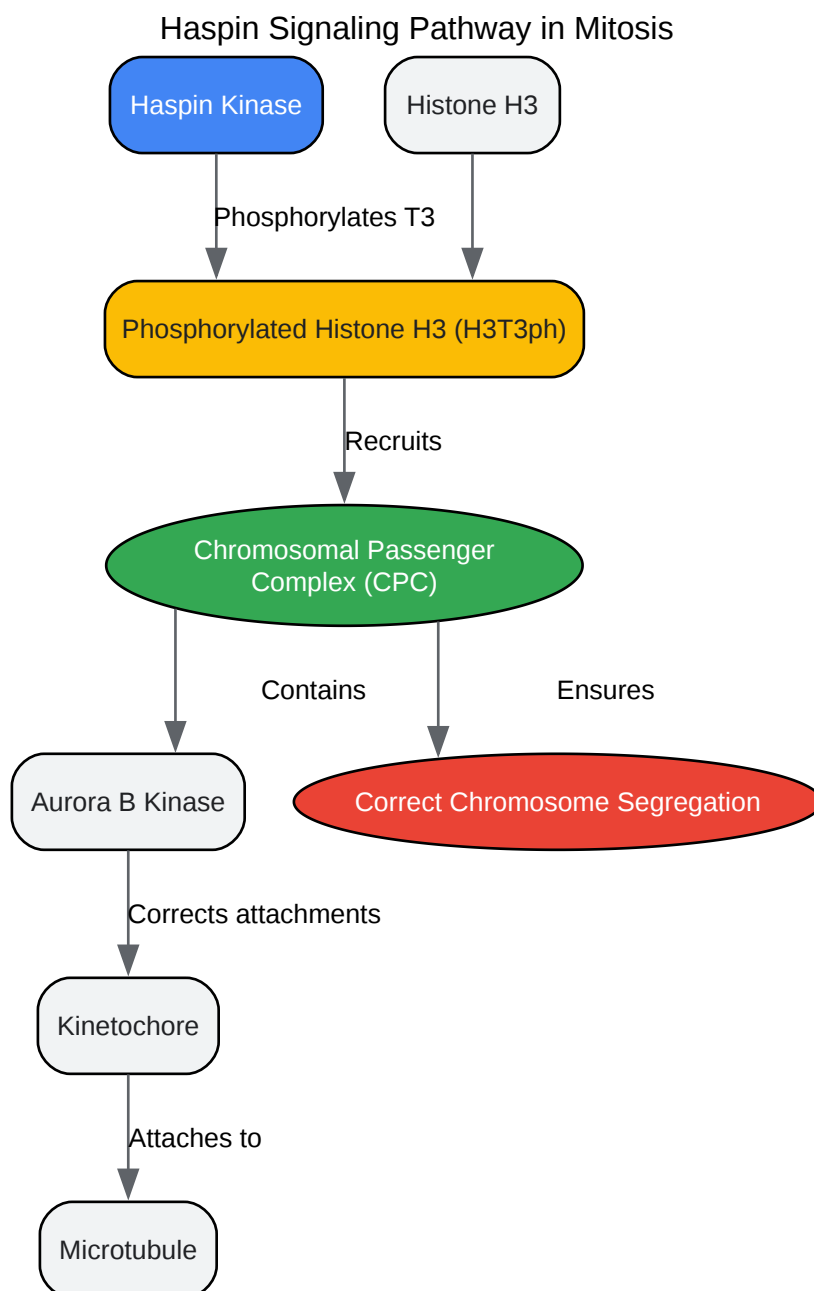 Haspin Signaling Pathway in Mitosis
Haspin Kinase
Histone H3
Phosphorylates T3
Phosphorylated Histone H3 (H3T3ph)
Recruits
Chromosomal Passenger
Complex (CPC)
Contains
Ensures
Aurora B Kinase
Correct Chromosome Segregation
Corrects attachments
Kinetochore
Attaches to
Microtubule